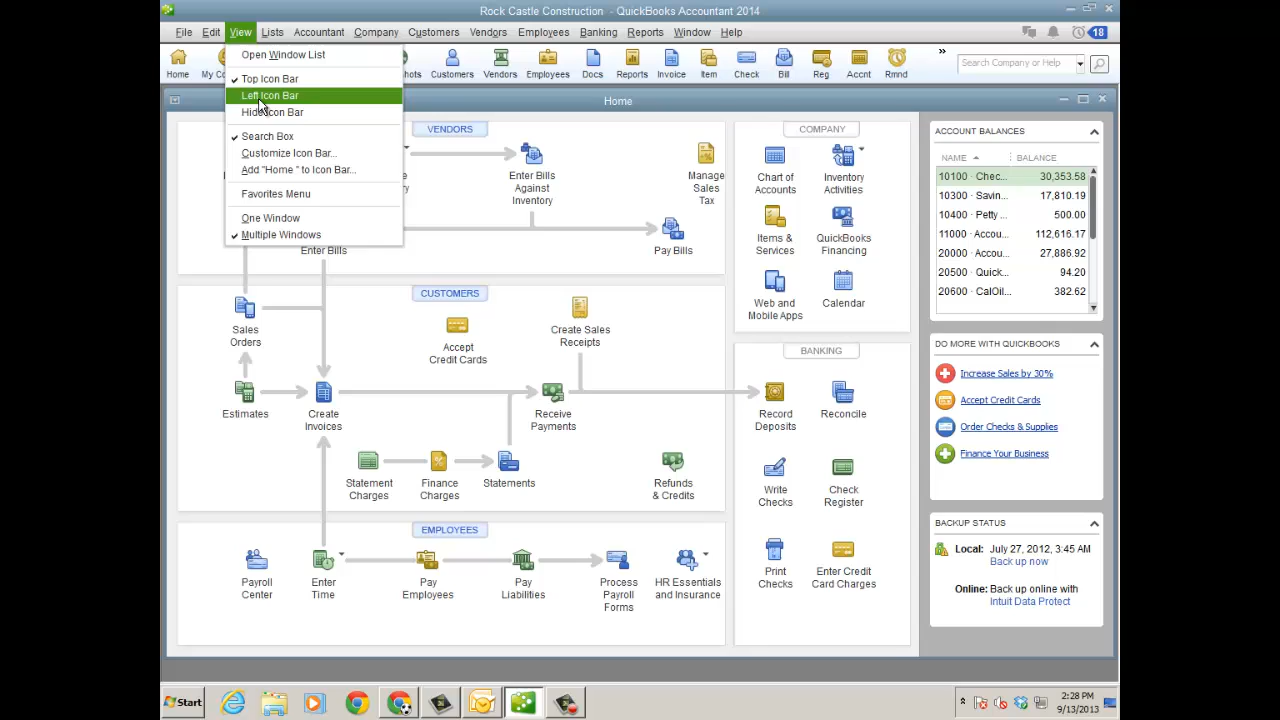 Rock Castle Construction - QuickBooks Accountant 2014
File Edit View Lists Accountant Company Customers Vendors Employees Banking Reports Window Help
18
Home
Customers
Vendors
Employees
Docs
Reports
Invoice
Item
Check
Bill
Reg
Accnt
Rmnd
»
Search Company or Help
Open Window List
Top Icon Bar
Left Icon Bar
Hide Icon Bar
Search Box
Customize Icon Bar...
Add "Home " to Icon Bar...
Favorites Menu
One Window
Multiple Windows
Home
VENDORS
Enter Bills
Against
Inventory
Manage
Sales
Tax
Enter Bills
Pay Bills
CUSTOMERS
Sales
Orders
Accept
Credit Cards
Create Sales
Receipts
Estimates
Create
Invoices
Receive
Payments
Statement
Charges
Finance
Charges
Statements
Refunds
& Credits
EMPLOYEES
Payroll
Center
Enter
Time
Pay
Employees
Pay
Liabilities
Process
Payroll
Forms
HR Essentials
and Insurance
COMPANY
Chart of
Accounts
Inventory
Activities
Items &
Services
QuickBooks
Financing
Web and
Mobile Apps
Calendar
BANKING
Record
Deposits
Reconcile
Write
Checks
Check
Register
Print
Checks
Enter Credit
Card Charges
ACCOUNT BALANCES
NAME BALANCE
10100 · Chec... 30,353.58
10300 · Savin... 17,810.19
10400 · Petty ... 500.00
11000 · Accou... 112,616.17
20000 · Accou... 27,886.92
20500 · Quick... 94.20
20600 · CalOil... 382.62
DO MORE WITH QUICKBOOKS
Increase Sales by 30%
Accept Credit Cards
Order Checks & Supplies
Finance Your Business
BACKUP STATUS
Local: July 27, 2012, 3:45 AM
Back up now
Online: Back up online with
Intuit Data Protect
Start
2:28 PM
9/13/2013